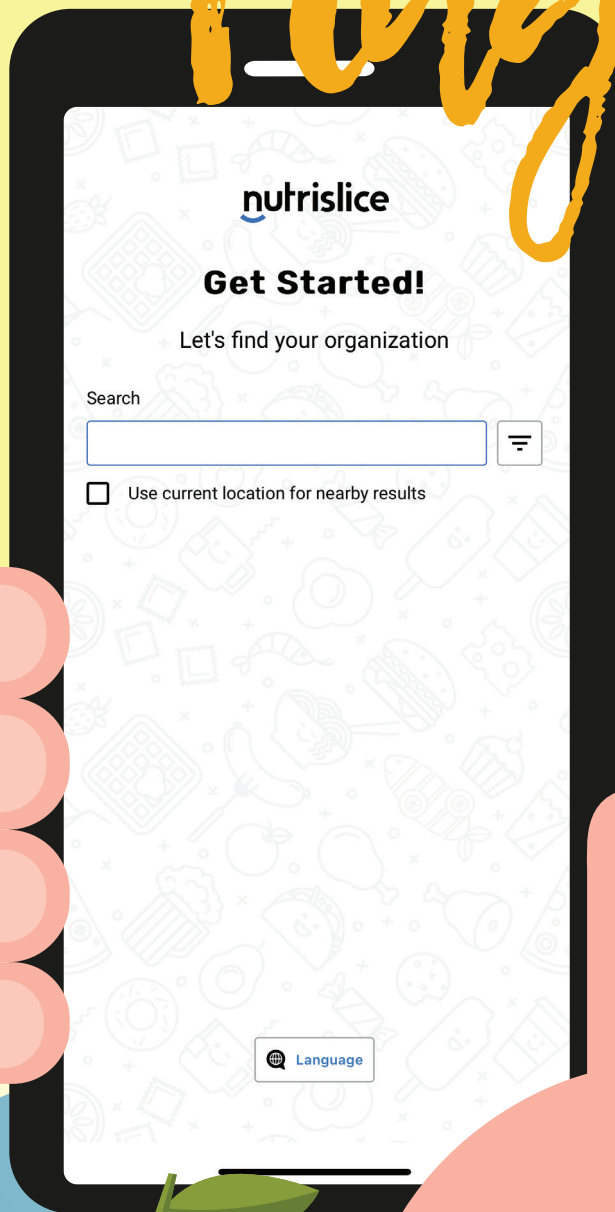 nutrislice
Get Started!
Let's find your organization
Search
Use current location for nearby results
Language